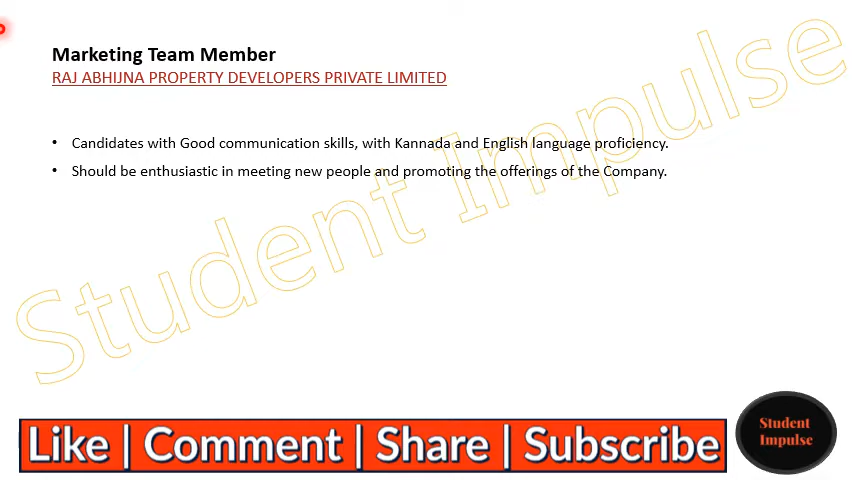 Marketing Team Member
RAJ ABHIJNA PROPERTY DEVELOPERS PRIVATE LIMITED
• Candidates with Good communication skills, with Kannada and English language proficiency.
• Should be enthusiastic in meeting new people and promoting the offerings of the Company.
Student Impulse
Like | Comment | Share | Subscribe
Student
Impulse